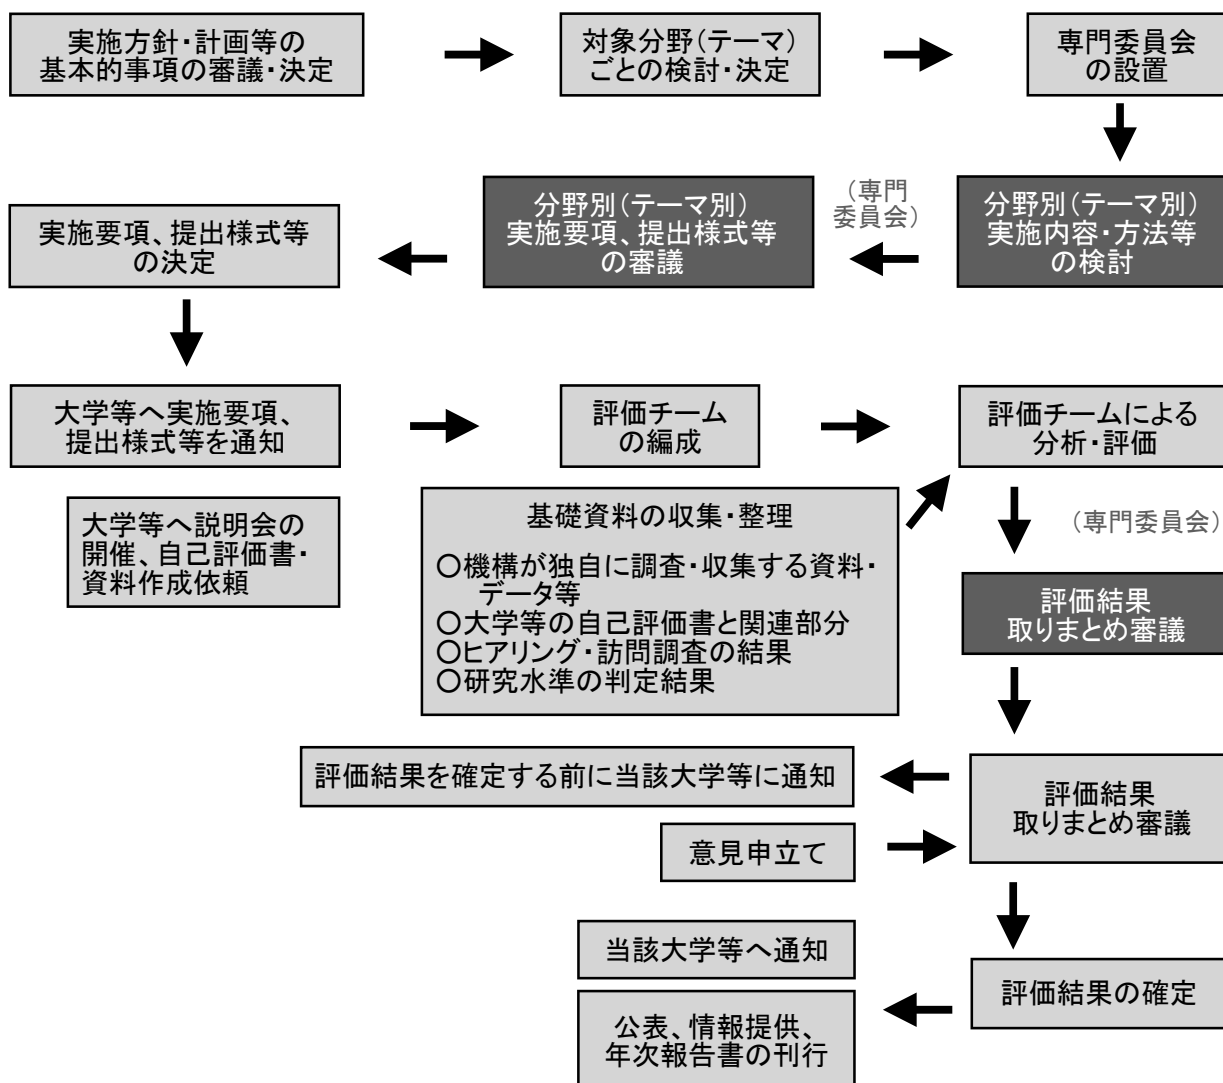 実施方針・計画等の
基本的事項の審議・決定
対象分野（テーマ）
ごとの検討・決定
専門委員会
の設置
分野別（テーマ別）
実施内容・方法等
の検討
（専門
委員会）
分野別（テーマ別）
実施要項、提出様式等
の審議
実施要項、提出様式等
の決定
大学等へ実施要項、
提出様式等を通知
大学等へ説明会の
開催、自己評価書・
資料作成依頼
評価チーム
の編成
基礎資料の収集・整理
○機構が独自に調査・収集する資料・
データ等
○大学等の自己評価書と関連部分
○ヒアリング・訪問調査の結果
○研究水準の判定結果
評価チームによる
分析・評価
（専門委員会）
評価結果
取りまとめ審議
評価結果を確定する前に当該大学等に通知
意見申立て
評価結果
取りまとめ審議
評価結果の確定
当該大学等へ通知
公表、情報提供、
年次報告書の刊行